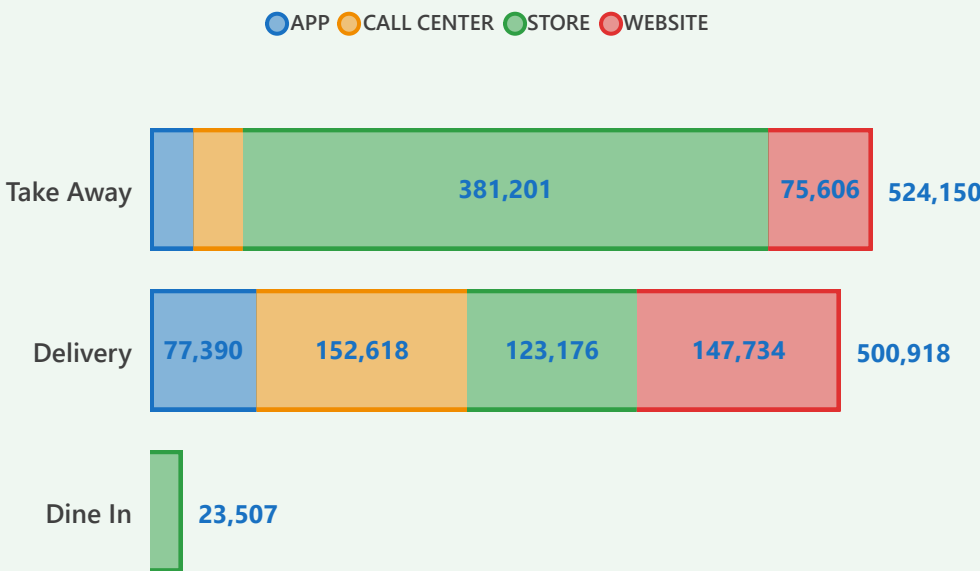 APP CALL CENTER STORE WEBSITE
Take Away 381,201 75,606 524,150
Delivery 77,390 152,618 123,176 147,734 500,918
Dine In 23,507